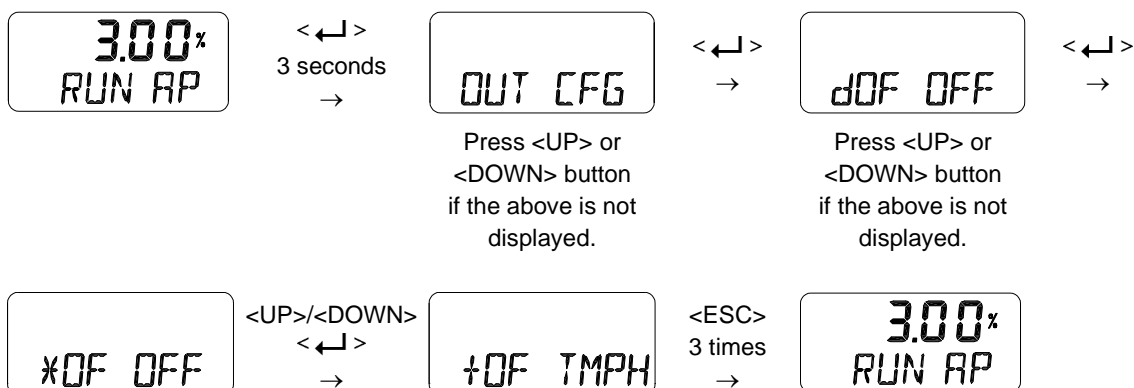 3.00%
RUN AP
< ↵ >
3 seconds
→
OUT CFG
Press <UP> or
<DOWN> button
if the above is not
displayed.
< ↵ >
→
dOF OFF
Press <UP> or
<DOWN> button
if the above is not
displayed.
< ↵ >
→
*OF OFF
<UP>/<DOWN>
< ↵ >
→
+OF TMPH
<ESC>
3 times
→
3.00%
RUN AP